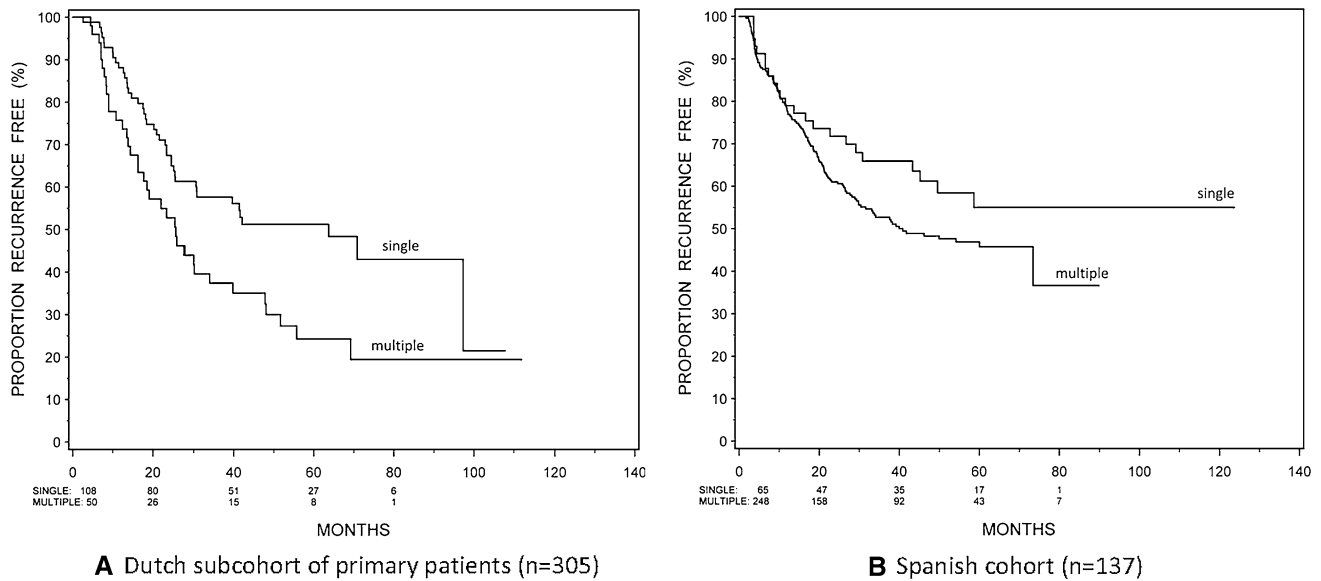 PROPORTION RECURRENCE FREE (%)
100
90
80
70
60
50
40
30
20
10
0
single
multiple
0 20 40 60 80 100 120 140
SINGLE: 108 80 51 27 6
MULTIPLE: 50 26 15 8 1
MONTHS
A Dutch subcohort of primary patients (n=305)
PROPORTION RECURRENCE FREE (%)
100
90
80
70
60
50
40
30
20
10
0
single
multiple
0 20 40 60 80 100 120 140
SINGLE: 65 47 35 17 1
MULTIPLE: 248 158 92 43 7
MONTHS
B Spanish cohort (n=137)